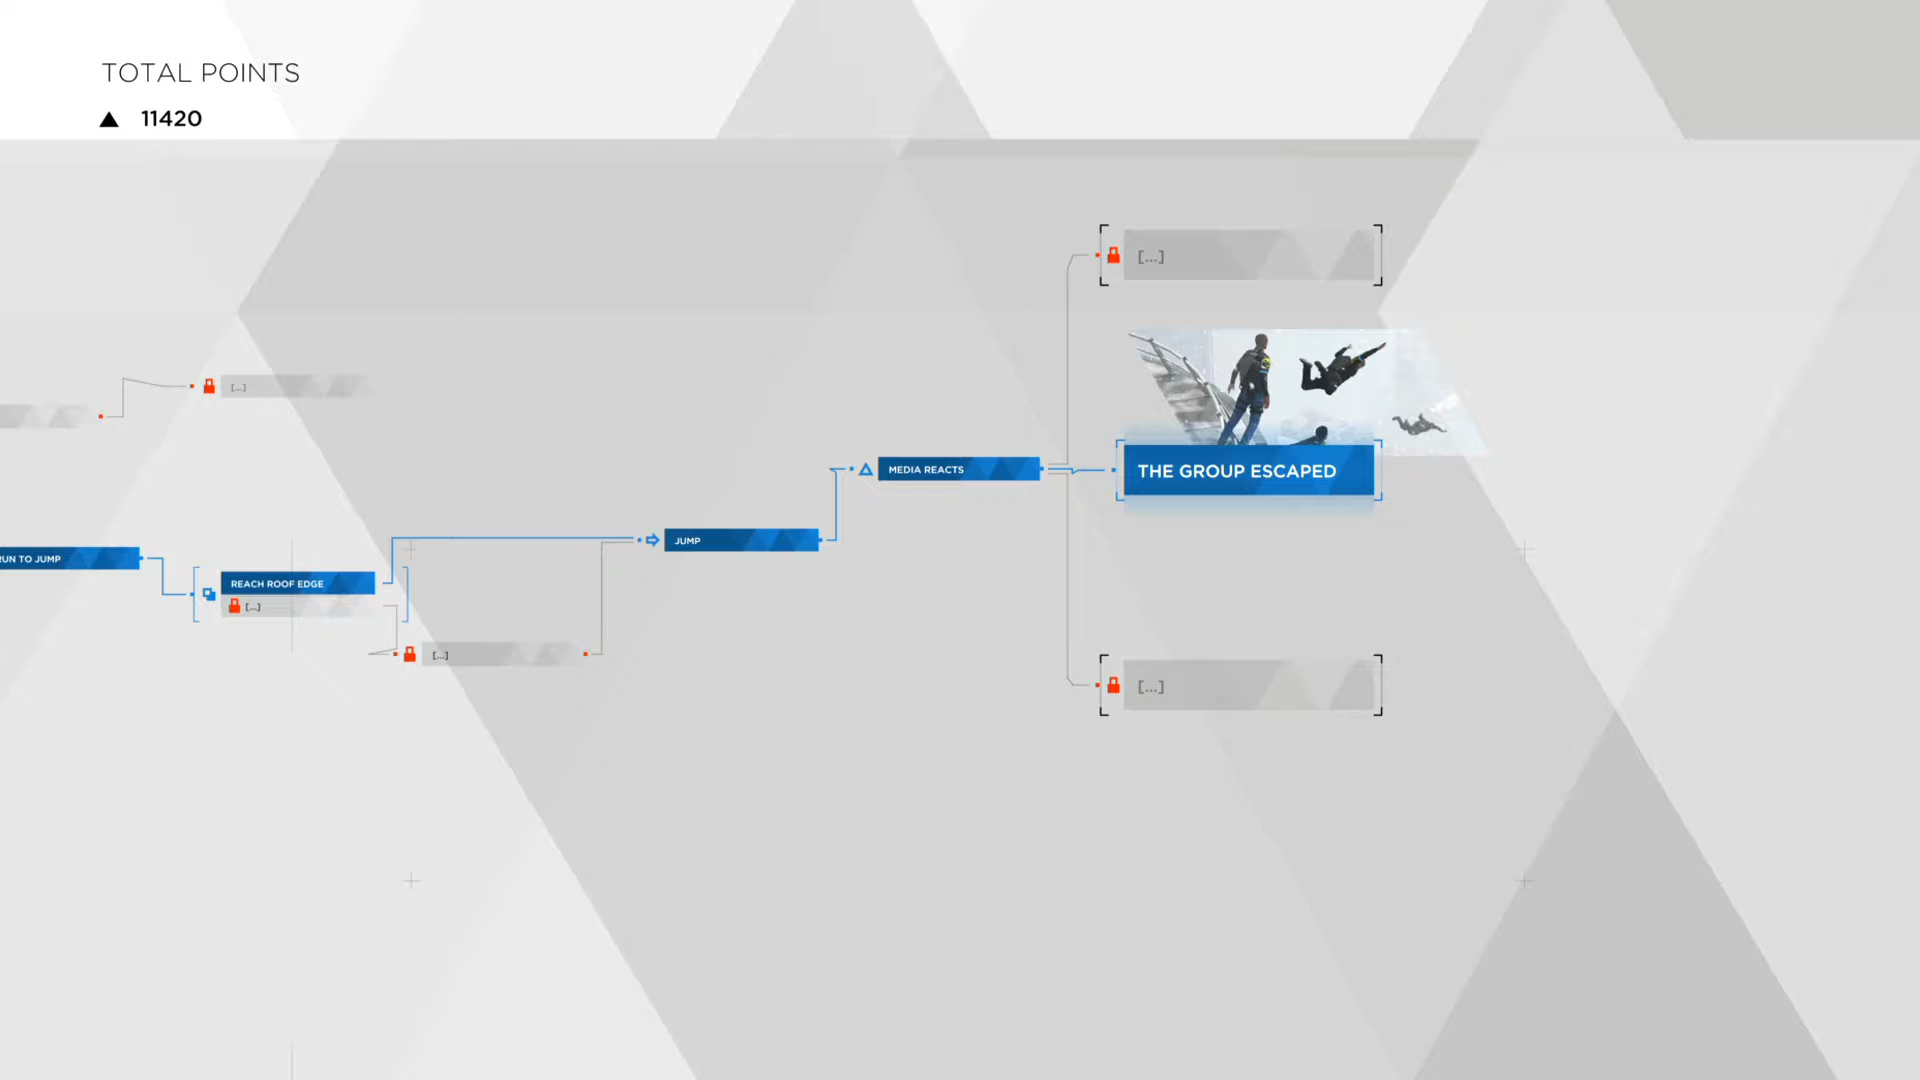 TOTAL POINTS
11420
[...]
[...]
THE GROUP ESCAPED
MEDIA REACTS
JUMP
RUN TO JUMP
REACH ROOF EDGE
[...]
[...]
[...]